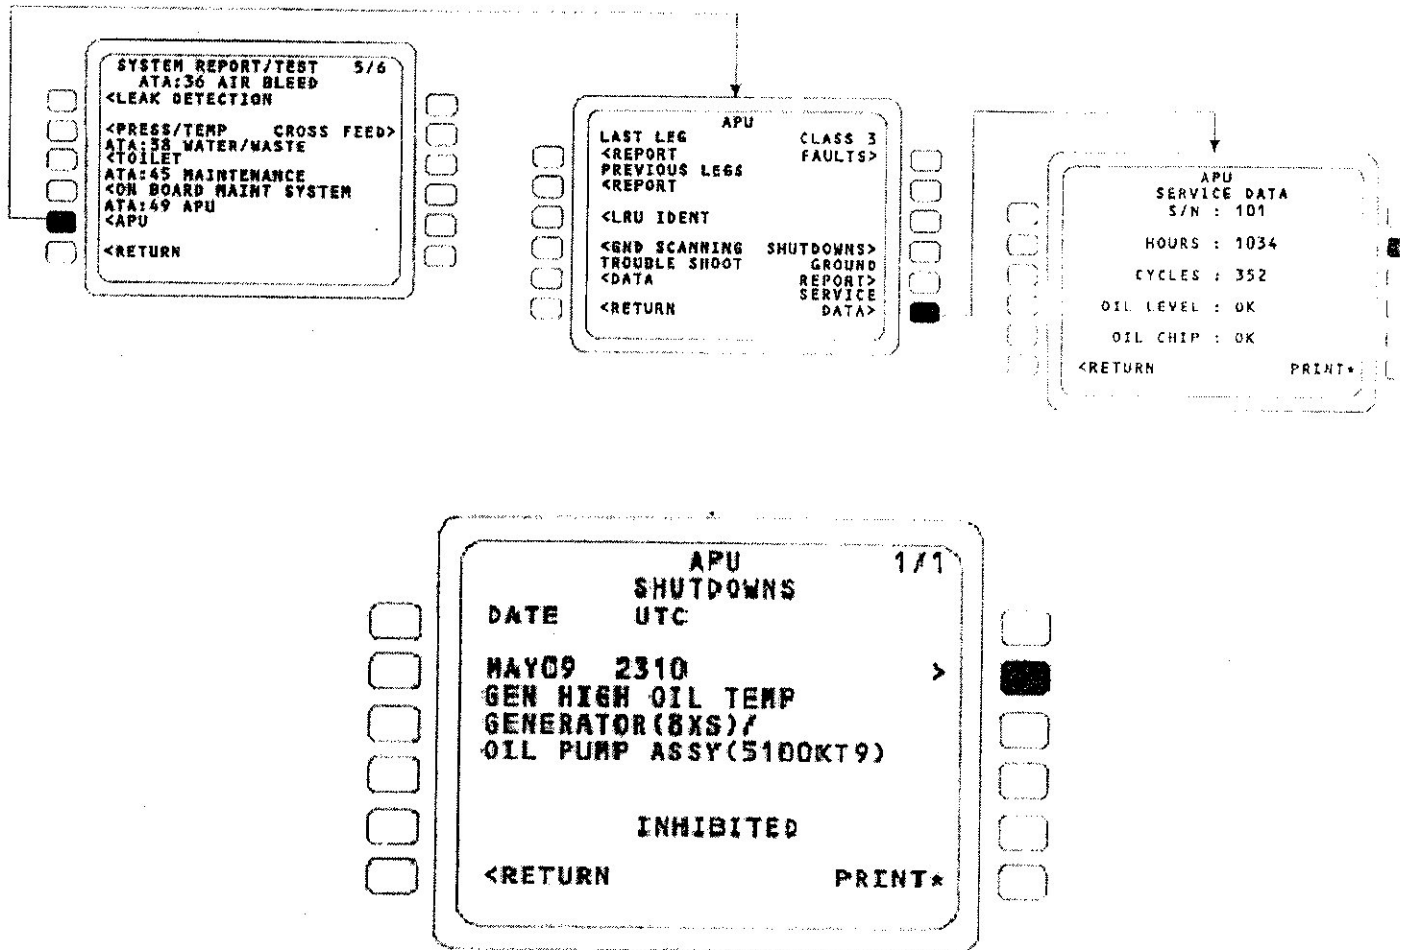 SYSTEM REPORT/TEST 5/6
ATA:36 AIR BLEED
<LEAK DETECTION
<PRESS/TEMP CROSS FEED>
ATA:38 WATER/WASTE
<TOILET
ATA:45 MAINTENANCE
<ON BOARD MAINT SYSTEM
ATA:49 APU
<APU
<RETURN
APU
LAST LEG CLASS 3
<REPORT FAULTS>
PREVIOUS LEGS
<REPORT
<LRU IDENT
<GND SCANNING SHUTDOWNS>
TROUBLE SHOOT GROUND
<DATA REPORT>
SERVICE
<RETURN DATA>
APU
SERVICE DATA
S/N : 101
HOURS : 1034
CYCLES : 352
OIL LEVEL : OK
OIL CHIP : OK
<RETURN PRINT*
APU 1/1
SHUTDOWNS
DATE UTC
MAY09 2310 >
GEN HIGH OIL TEMP
GENERATOR(8XS)/
OIL PUMP ASSY(5100KT9)
INHIBITED
<RETURN PRINT*